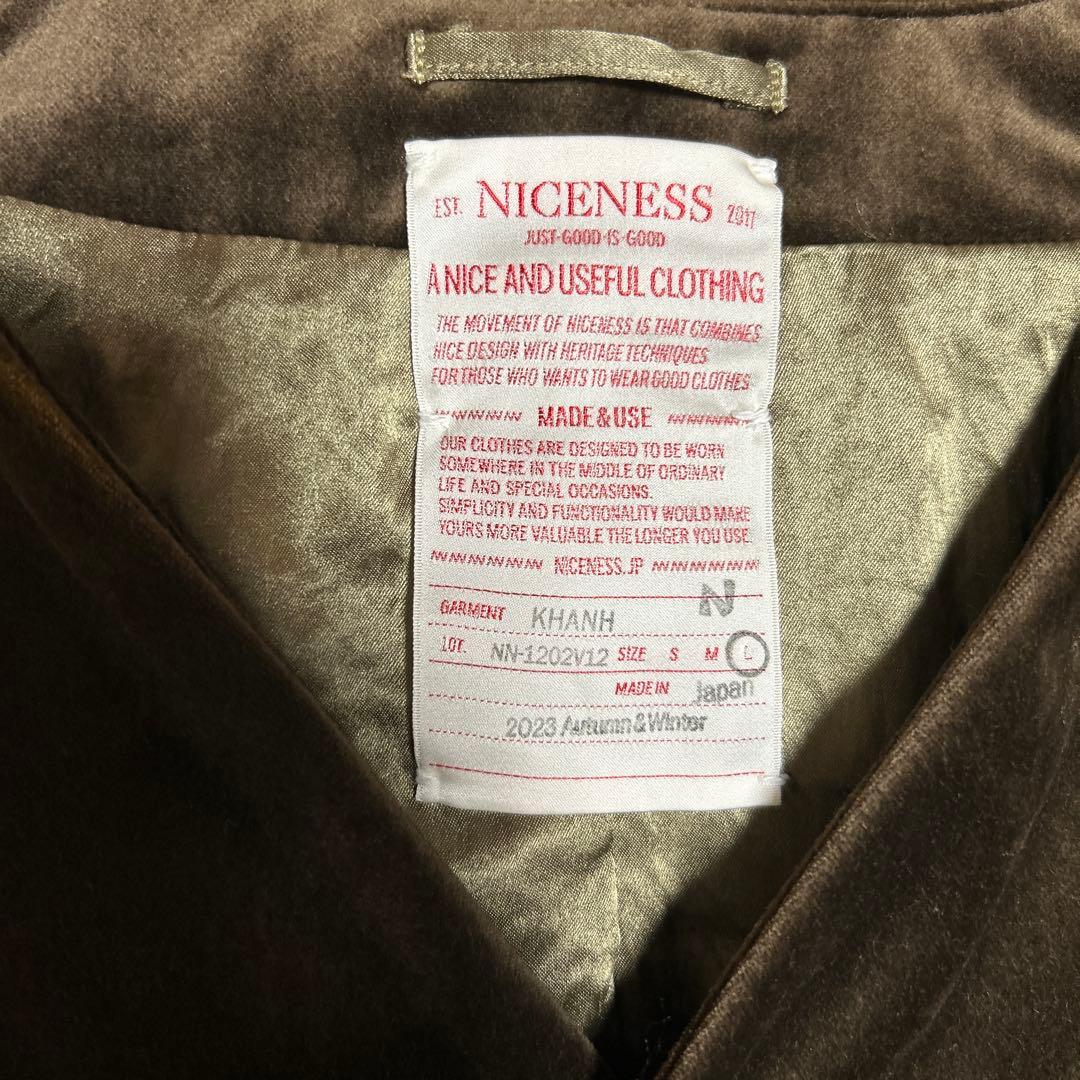 EST. NICENESS 2017
JUST-GOOD-IS-GOOD
A NICE AND USEFUL CLOTHING
THE MOVEMENT OF NICENESS IS THAT COMBINES
NICE DESIGN WITH HERITAGE TECHNIQUES
FOR THOSE WHO WANTS TO WEAR GOOD CLOTHES.
MADE&USE
OUR CLOTHES ARE DESIGNED TO BE WORN
SOMEWHERE IN THE MIDDLE OF ORDINARY
LIFE AND SPECIAL OCCASIONS.
SIMPLICITY AND FUNCTIONALITY WOULD MAKE
YOURS MORE VALUABLE THE LONGER YOU USE.
NICENESS.JP
N
GARMENT KHANH
LOT. NN-1202V12 SIZE S M L
MADE IN Japan
2023 Autumn&Winter